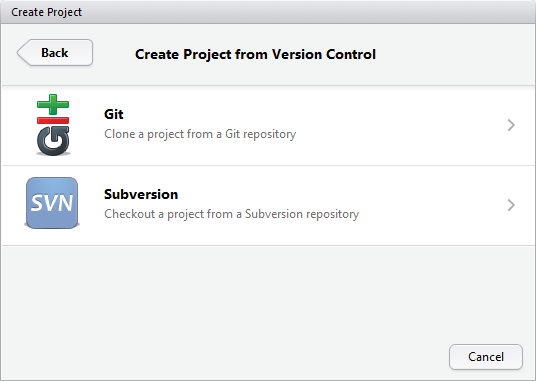 Create Project
Back
Create Project from Version Control
Git
Clone a project from a Git repository
SVN
Subversion
Checkout a project from a Subversion repository
Cancel